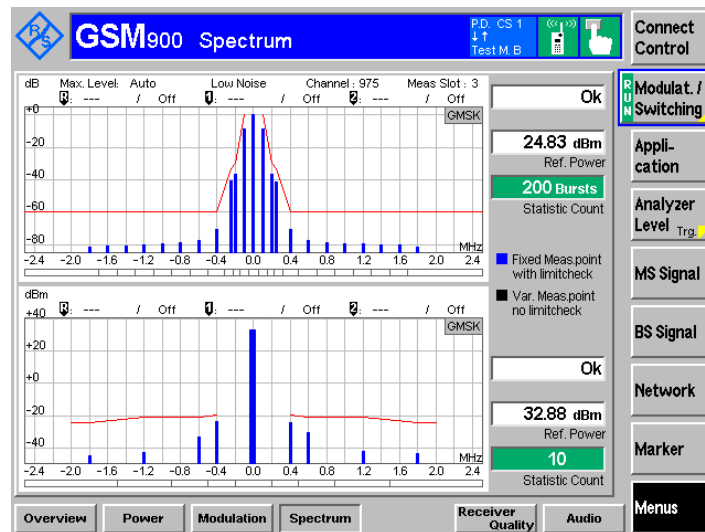 R&S
GSM900 Spectrum
P.D. CS 1
Test M. B
Connect Control
dB Max. Level: Auto Low Noise Channel : 975 Meas Slot : 3
R: --- / Off 1: --- / Off 2: --- / Off
+0
GMSK
-20
-40
-60
-80
MHz
-2.4 -2.0 -1.6 -1.2 -0.8 -0.4 0.0 0.4 0.8 1.2 1.6 2.0 2.4
Ok
24.83 dBm
Ref. Power
200 Bursts
Statistic Count
Fixed Meas.point
with limitcheck
Var. Meas.point
no limitcheck
dBm
+40 R: --- / Off 1: --- / Off 2: --- / Off
GMSK
+20
+0
-20
-40
MHz
-2.4 -2.0 -1.6 -1.2 -0.8 -0.4 0.0 0.4 0.8 1.2 1.6 2.0 2.4
Ok
32.88 dBm
Ref. Power
10
Statistic Count
RUN
Modulat. /
Switching
Appli-
cation
Analyzer
Level Trg.
MS Signal
BS Signal
Network
Marker
Menus
Overview Power Modulation Spectrum Receiver Quality Audio